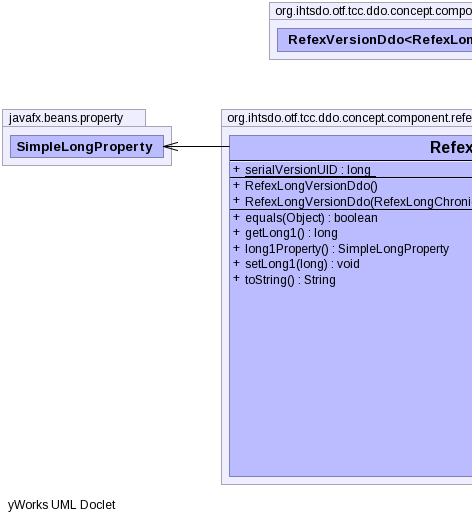 org.ihtsdo.otf.tcc.ddo.concept.compo
RefexVersionDdo<RefexLon
javafx.beans.property
SimpleLongProperty
org.ihtsdo.otf.tcc.ddo.concept.component.refe
Refex
+ serialVersionUID : long
+ RefexLongVersionDdo()
+ RefexLongVersionDdo(RefexLongChroni
+ equals(Object) : boolean
+ getLong1() : long
+ long1Property() : SimpleLongProperty
+ setLong1(long) : void
+ toString() : String
yWorks UML Doclet